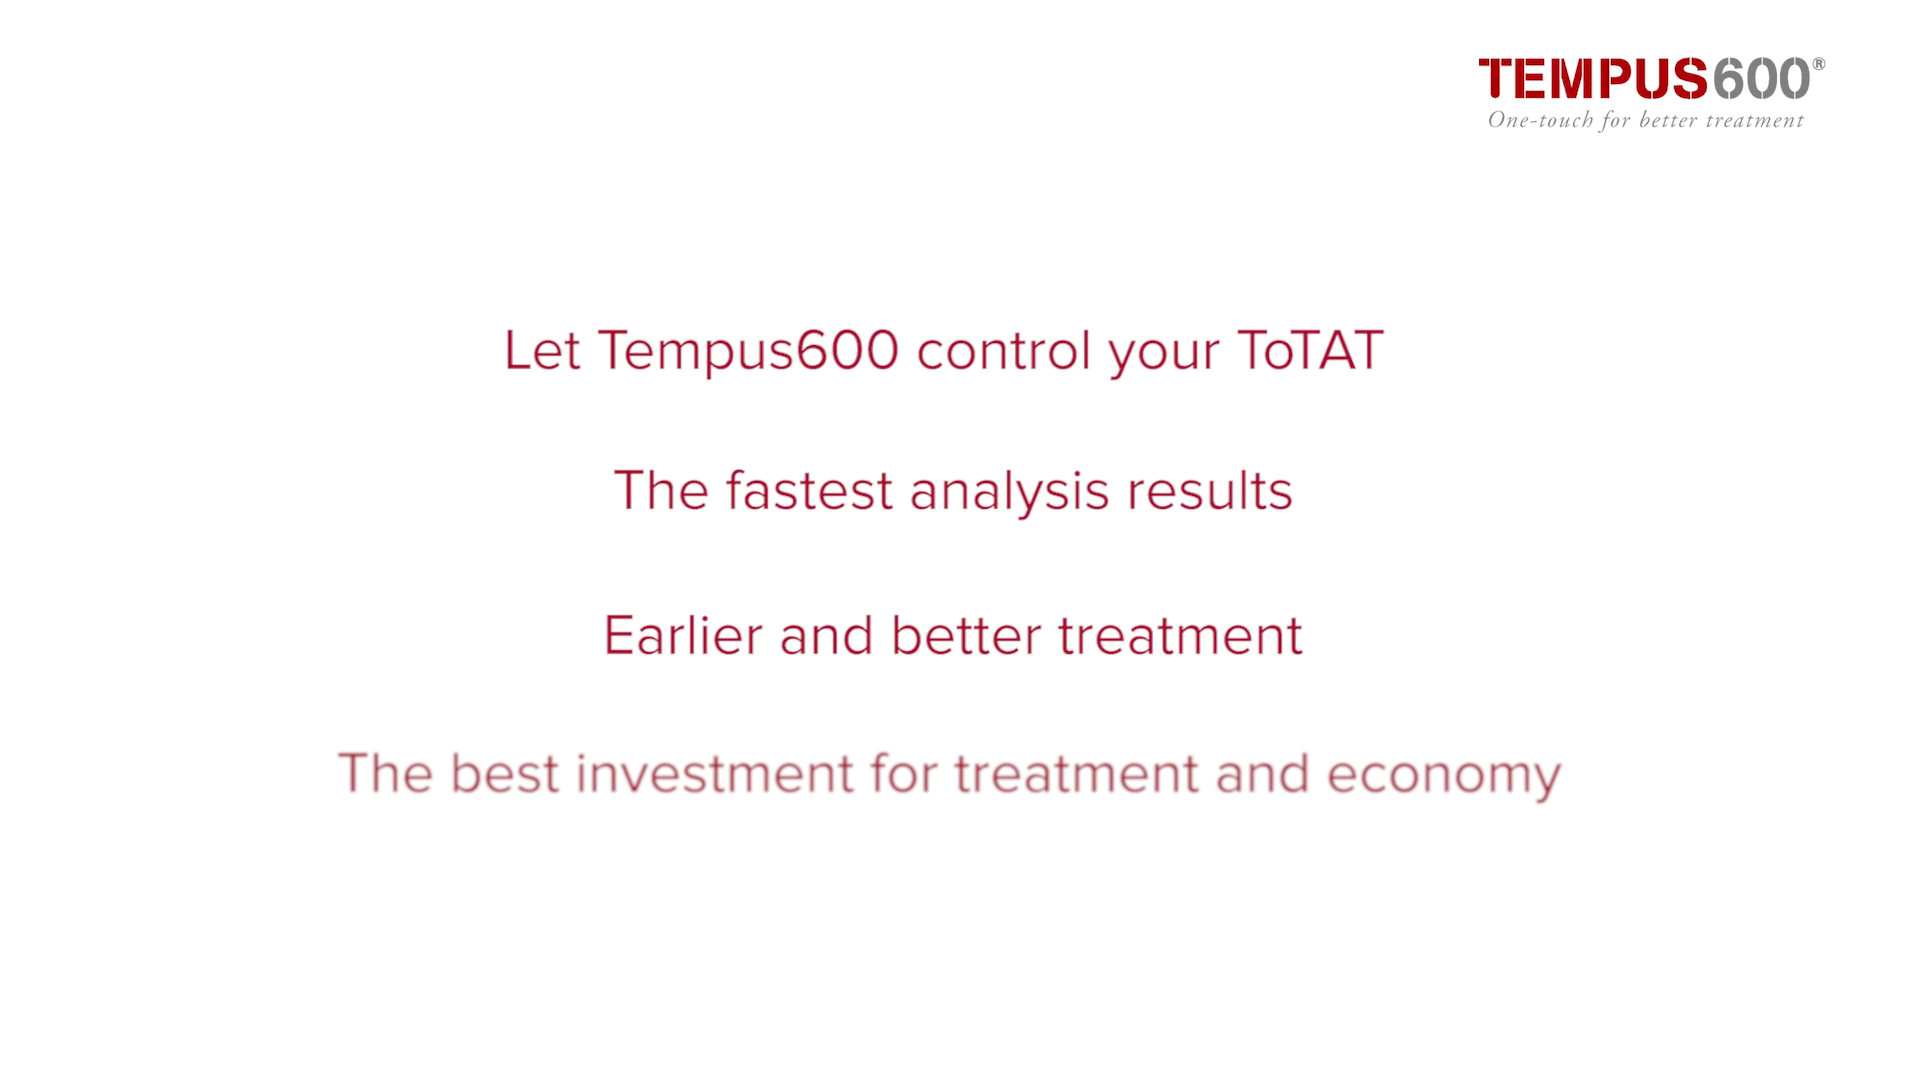 TEMPUS600®
One-touch for better treatment
Let Tempus600 control your ToTAT
The fastest analysis results
Earlier and better treatment
The best investment for treatment and economy